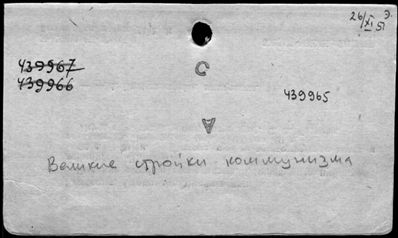 26/XI 51 Э.
439967
439966
С
439965
А
Великие стройки коммунизма